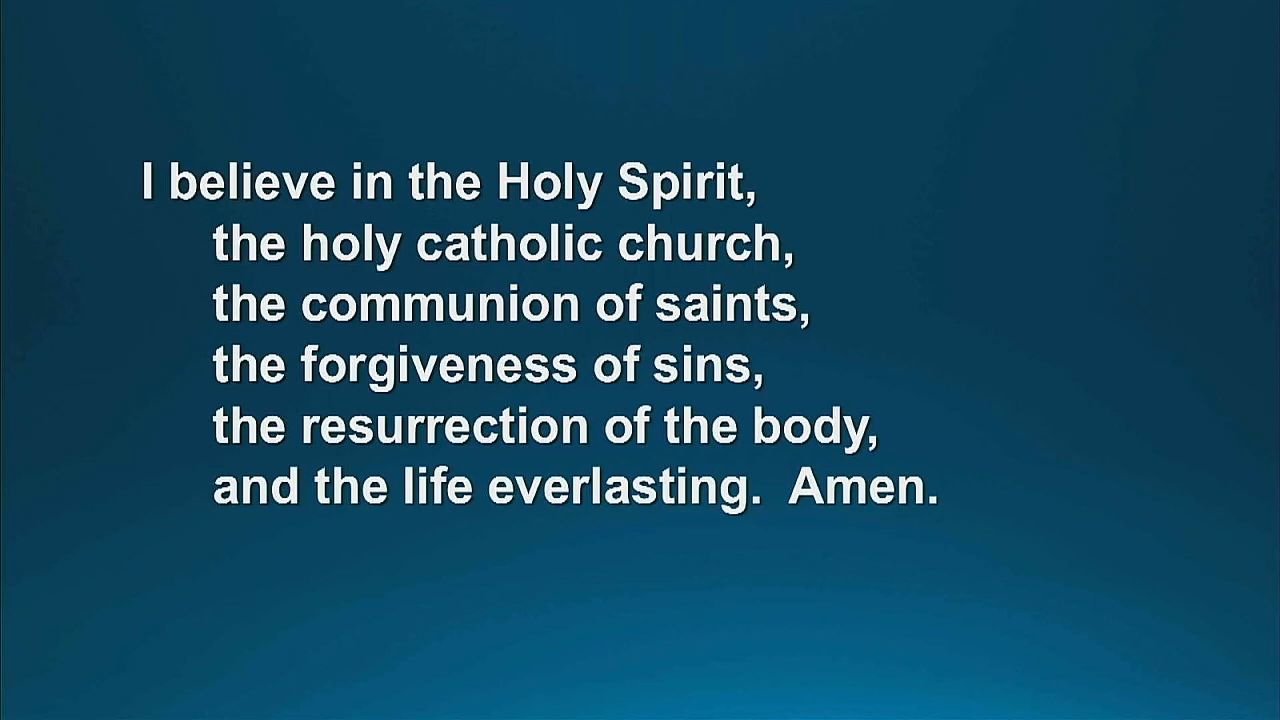 I believe in the Holy Spirit,
the holy catholic church,
the communion of saints,
the forgiveness of sins,
the resurrection of the body,
and the life everlasting.  Amen.